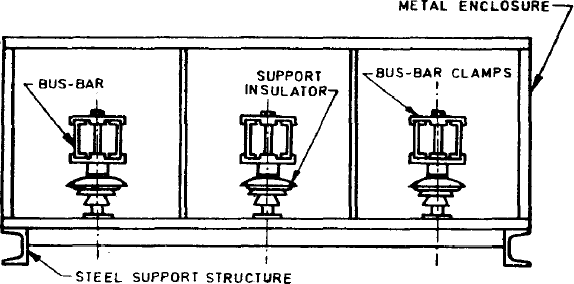 METAL ENCLOSURE
BUS-BAR
SUPPORT
INSULATOR
BUS-BAR CLAMPS
STEEL SUPPORT STRUCTURE